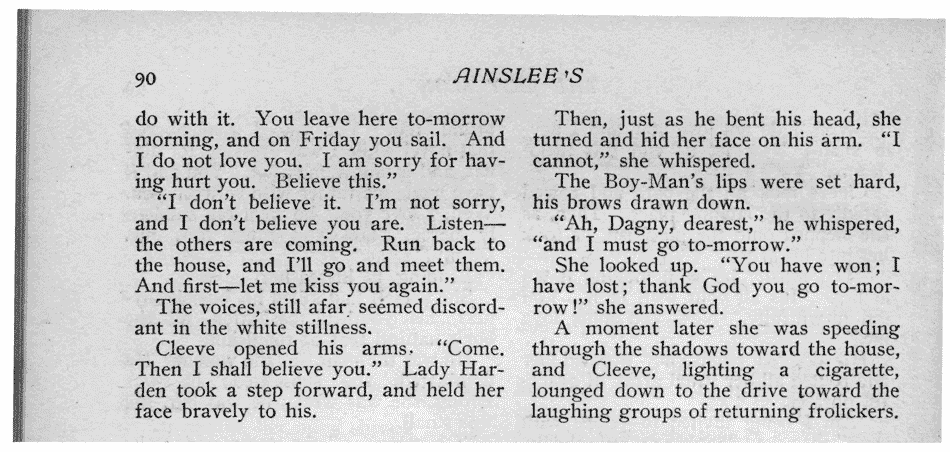 90
AINSLEE'S
do with it. You leave here to-morrow
morning, and on Friday you sail. And
I do not love you. I am sorry for hav-
ing hurt you. Believe this."
"I don't believe it. I'm not sorry,
and I don't believe you are. Listen—
the others are coming. Run back to
the house, and I'll go and meet them.
And first—let me kiss you again."
The voices, still afar, seemed discord-
ant in the white stillness.
Cleeve opened his arms. "Come.
Then I shall believe you." Lady Har-
den took a step forward, and held her
face bravely to his.
Then, just as he bent his head, she
turned and hid her face on his arm. "I
cannot," she whispered.
The Boy-Man's lips were set hard,
his brows drawn down.
"Ah, Dagny, dearest," he whispered,
"and I must go to-morrow."
She looked up. "You have won; I
have lost; thank God you go to-mor-
row!" she answered.
A moment later she was speeding
through the shadows toward the house,
and Cleeve, lighting a cigarette,
lounged down to the drive toward the
laughing groups of returning frolickers.